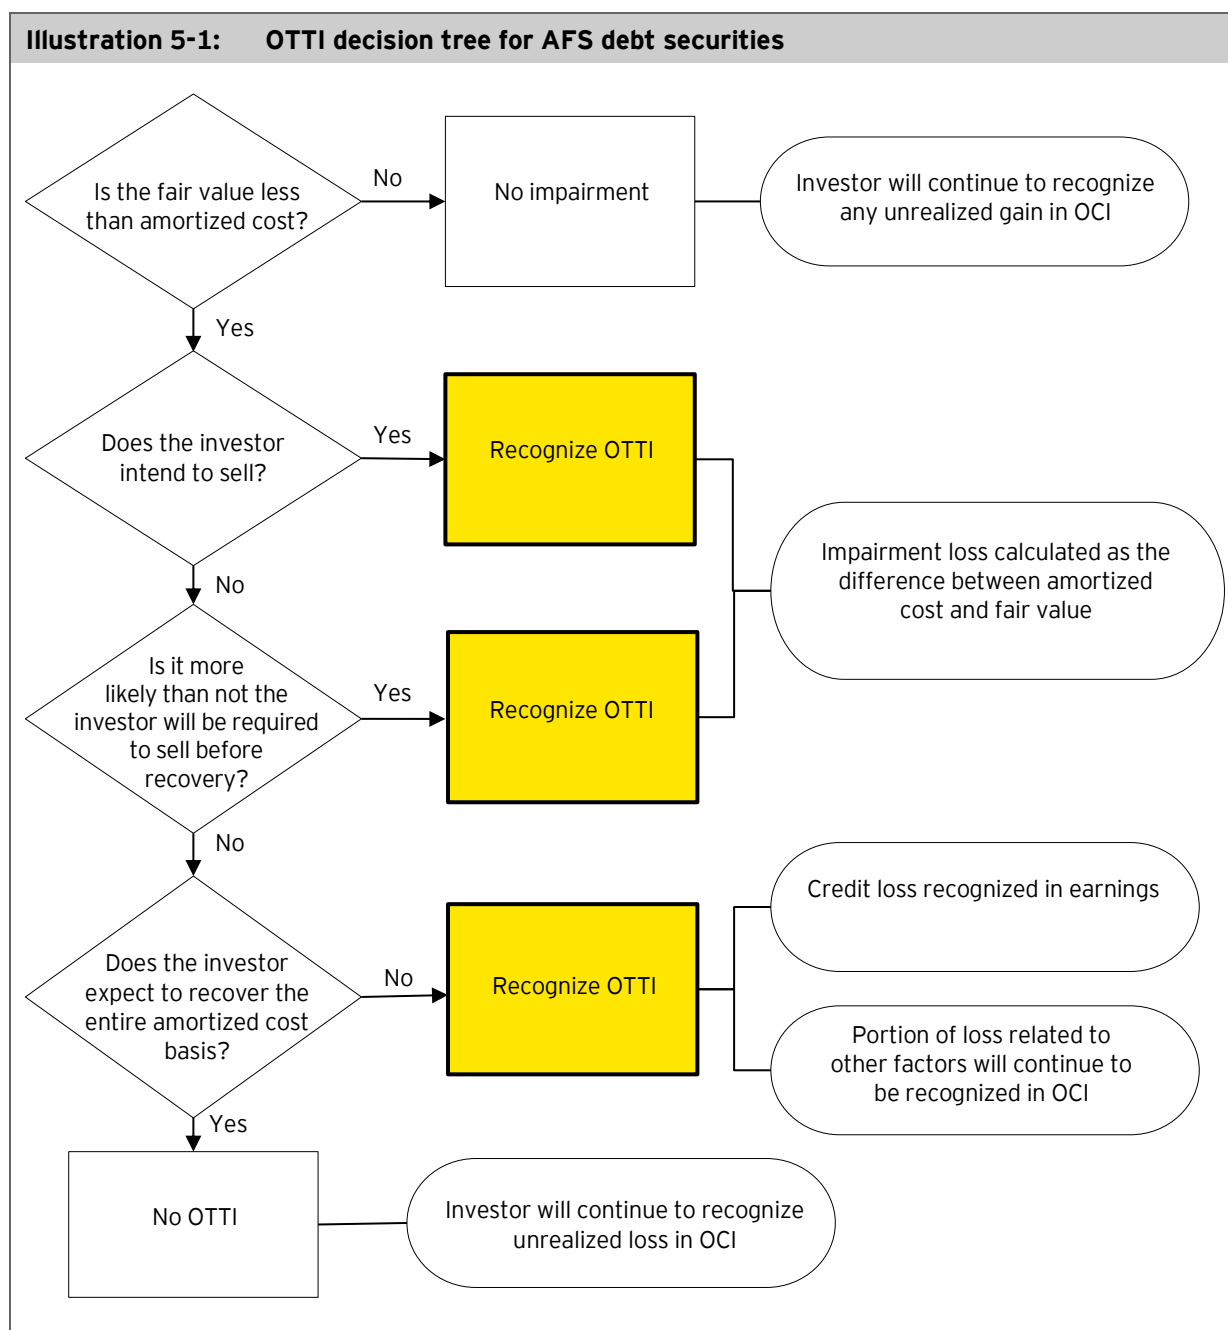 Illustration 5-1: OTTI decision tree for AFS debt securities
Is the fair value less
than amortized cost?
No
No impairment
Investor will continue to recognize
any unrealized gain in OCI
Yes
Does the investor
intend to sell?
Yes
Recognize OTTI
Impairment loss calculated as the
difference between amortized
cost and fair value
No
Is it more
likely than not the
investor will be required
to sell before
recovery?
Yes
Recognize OTTI
No
Does the investor
expect to recover the
entire amortized cost
basis?
No
Recognize OTTI
Credit loss recognized in earnings
Portion of loss related to
other factors will continue to
be recognized in OCI
Yes
No OTTI
Investor will continue to recognize
unrealized loss in OCI